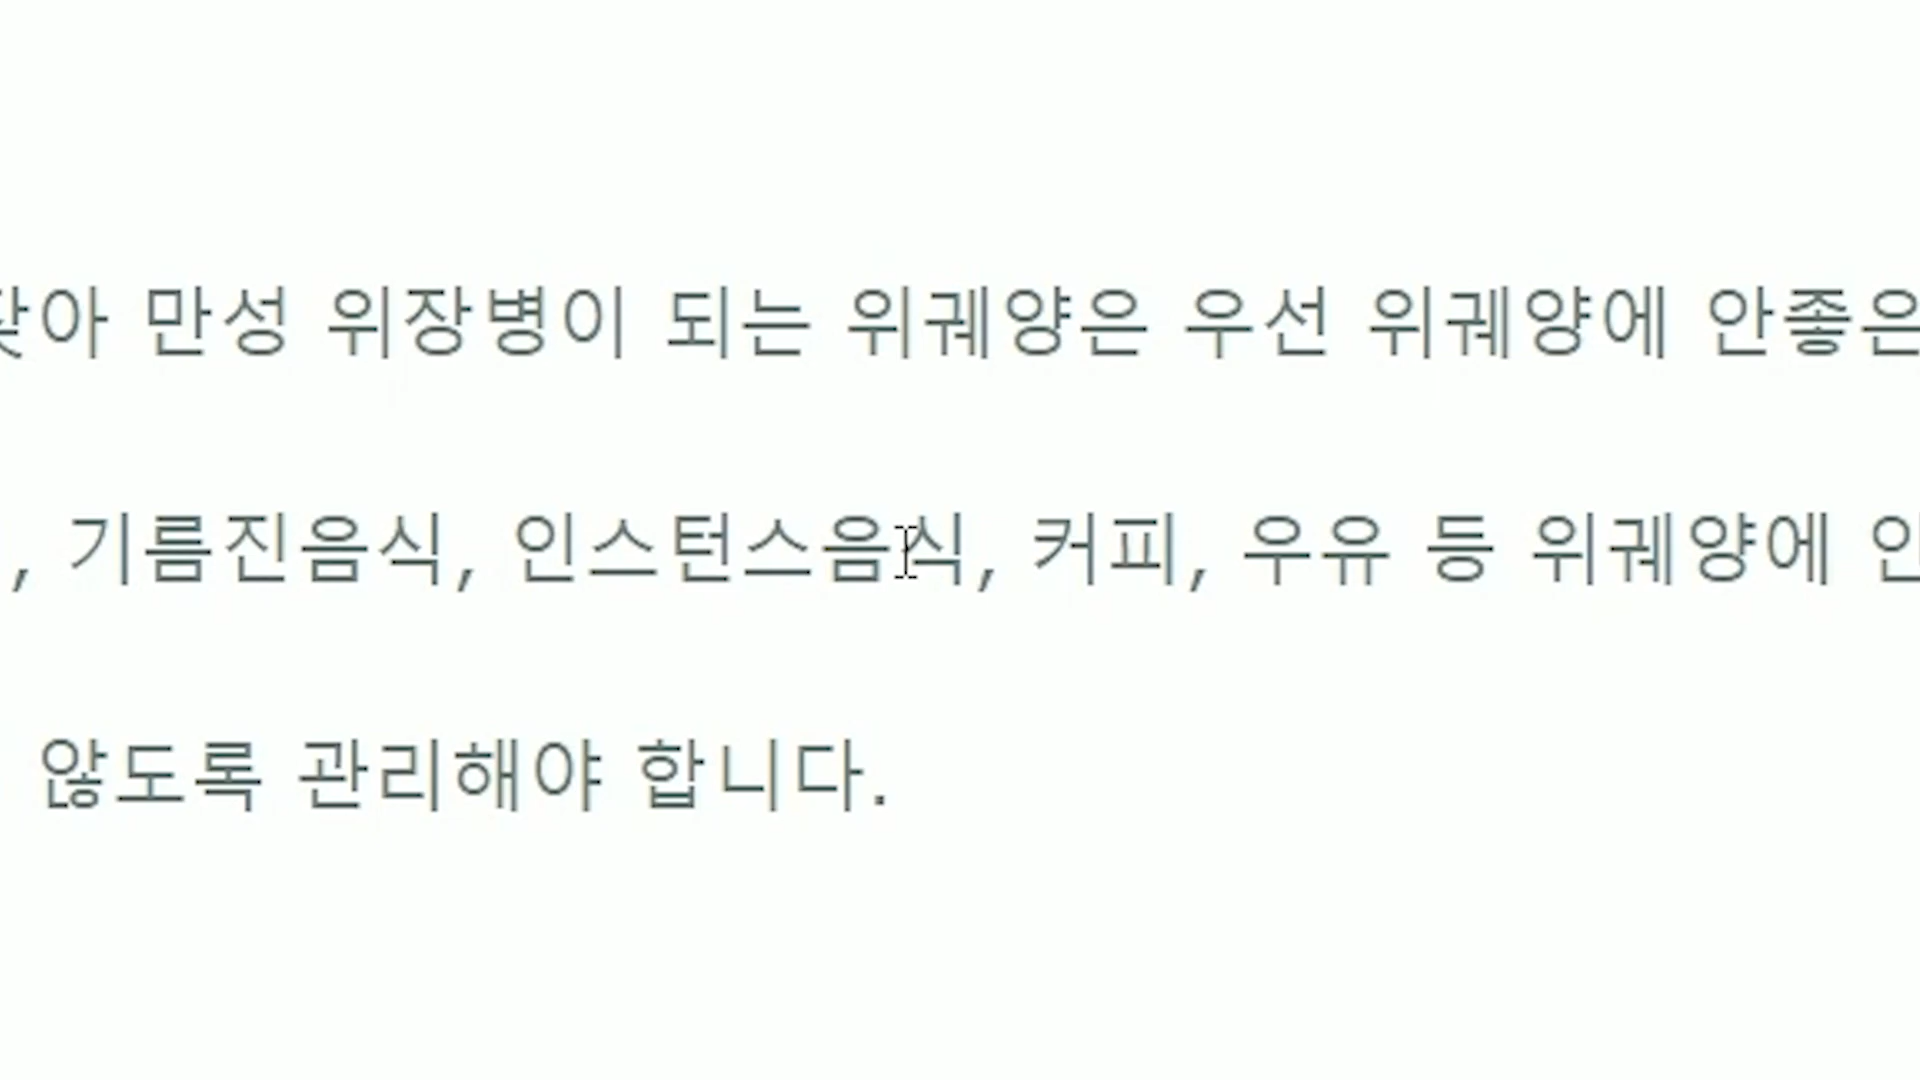 아 만성 위장병이 되는 위궤양은 우선 위궤양에 안좋은
, 기름진음식, 인스턴스음식, 커피, 우유 등 위궤양에
않도록 관리해야 합니다.